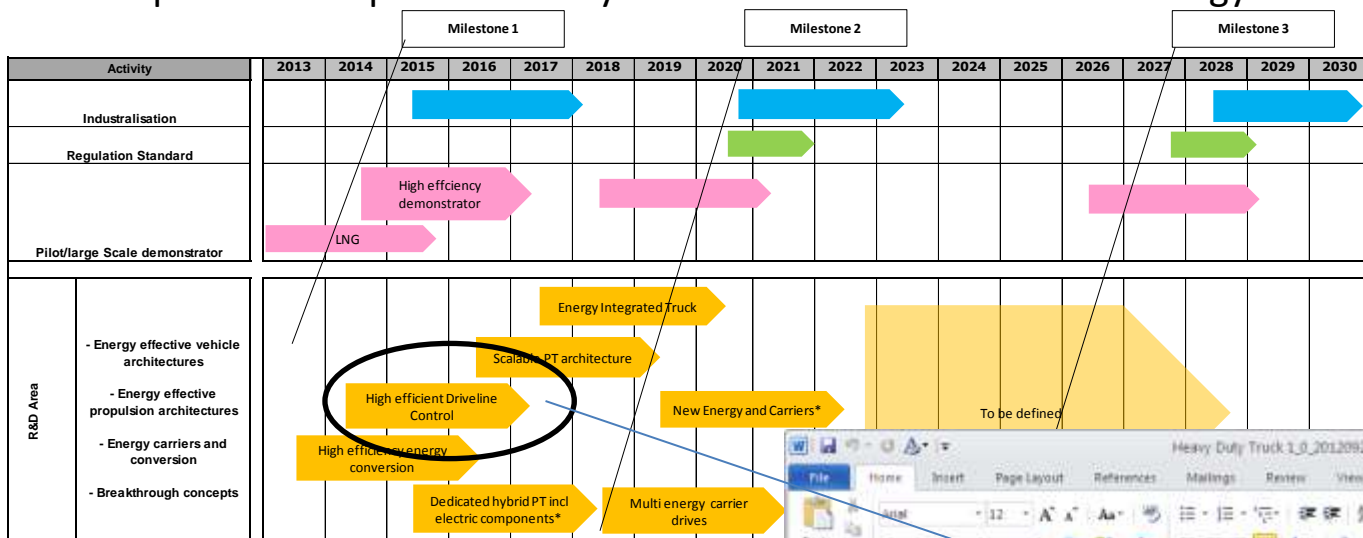 Milestone 1
Milestone 2
Milestone 3
Activity
2013 2014 2015 2016 2017 2018 2019 2020 2021 2022 2023 2024 2025 2026 2027 2028 2029 2030
Industralisation
Regulation Standard
High effciency
demonstrator
LNG
Pilot/large Scale demonstrator
R&D Area
- Energy effective vehicle
architectures
- Energy effective
propulsion architectures
- Energy carriers and
conversion
- Breakthrough concepts
Energy Integrated Truck
Scalable PT architecture
High efficient Driveline
Control
New Energy and Carriers*
To be defined
High efficiency energy
conversion
Dedicated hybrid PT incl
electric components*
Multi energy carrier
drives
Heavy Duty Truck 1_0_2012092
File Home Insert Page Layout References Mailings Review View
Arial 12